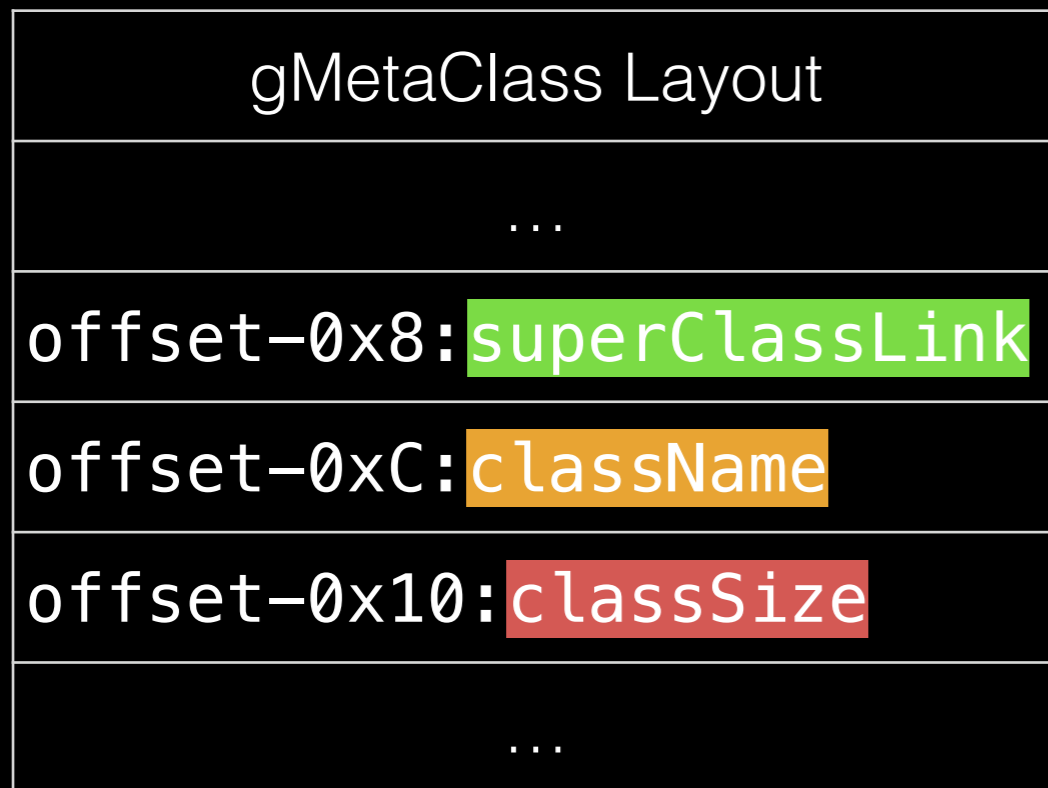 gMetaClass Layout
...
offset-0x8:superClassLink
offset-0xC:className
offset-0x10:classSize
...